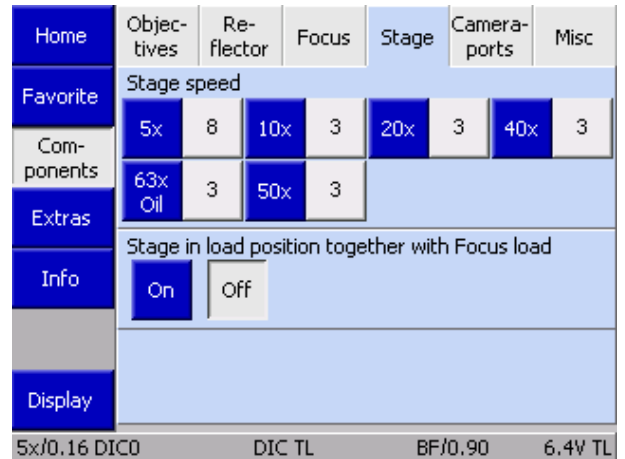 Home
Objec-
tives
Re-
flector
Focus
Stage
Camera-
ports
Misc
Favorite
Com-
ponents
Extras
Info
Display
Stage speed
5x 8 10x 3 20x 3 40x 3
63x
Oil
3 50x 3
Stage in load position together with Focus load
On Off
5x/0.16 DIC0 DIC TL BF/0.90 6.4V TL